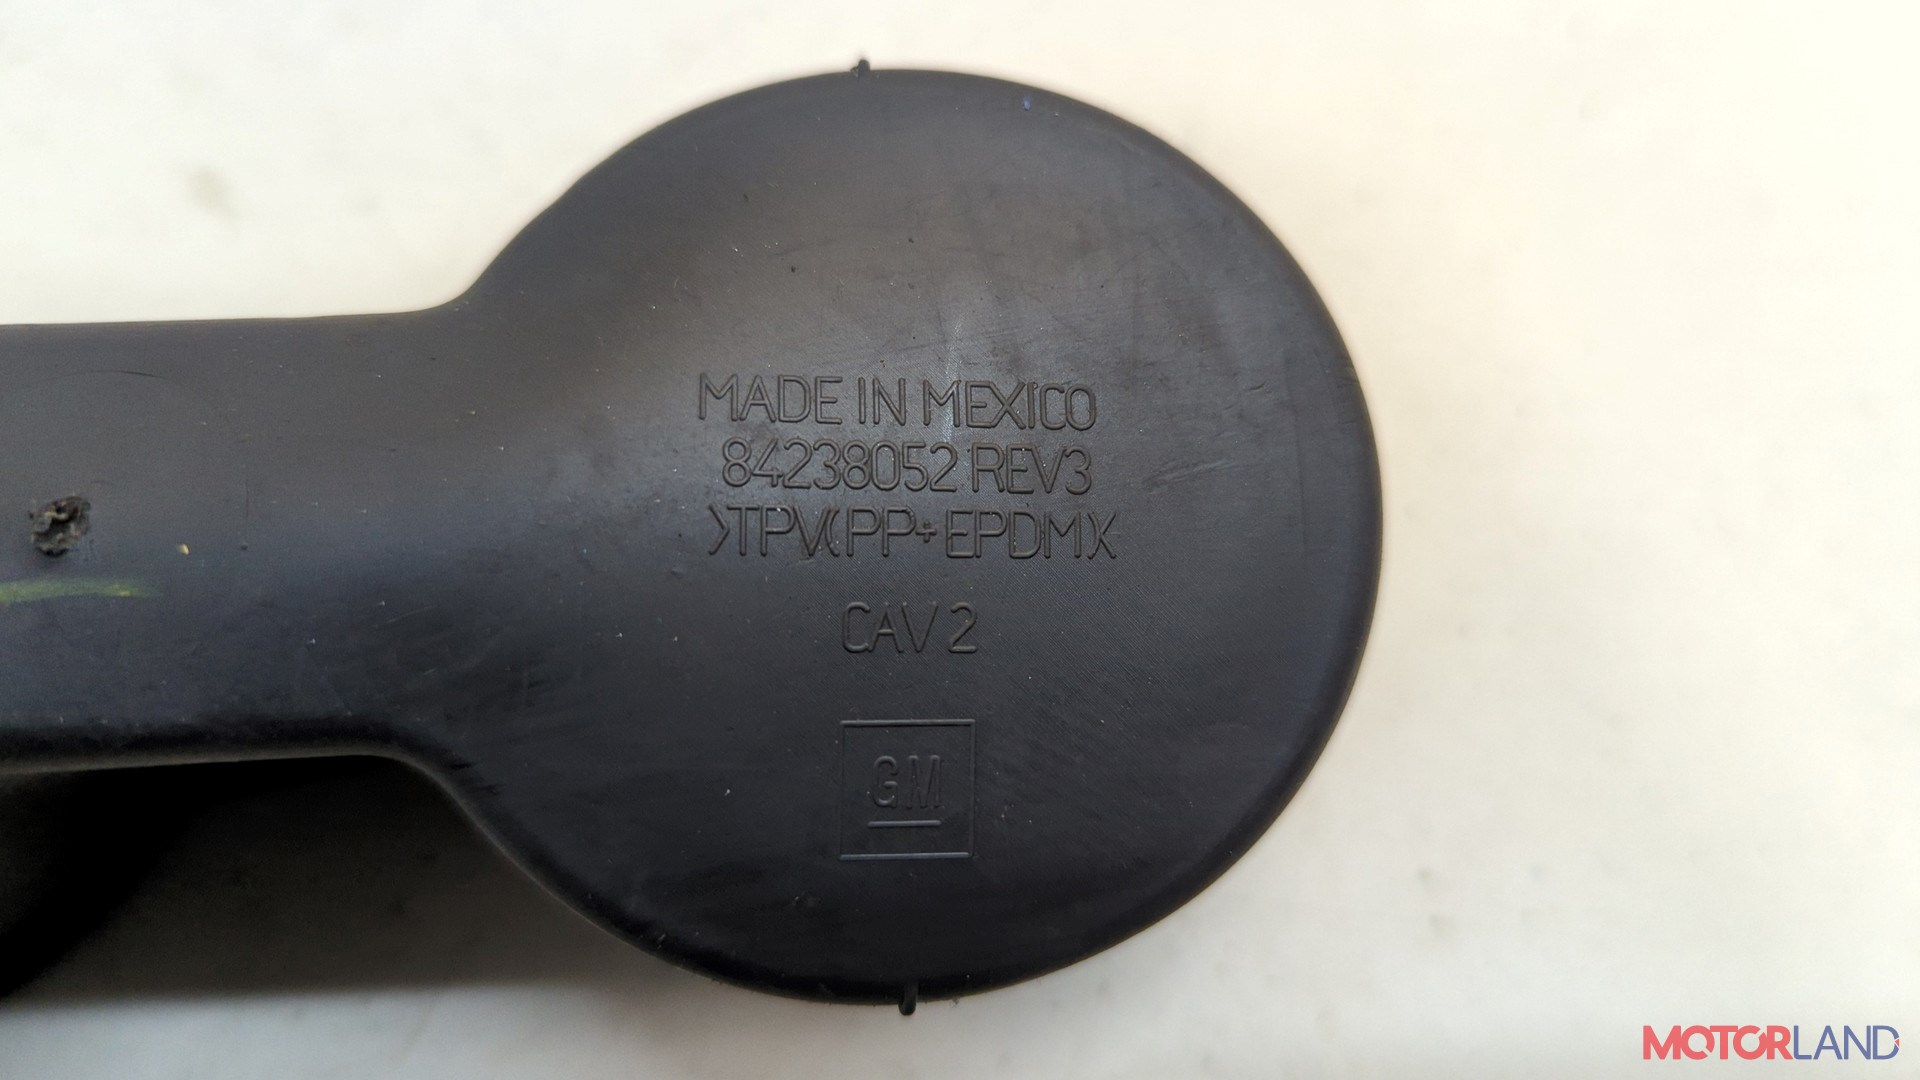 MADE IN MEXICO
84238052 REV3
>TPV(PP+EPDM)<
CAV 2
GM
MOTORLAND